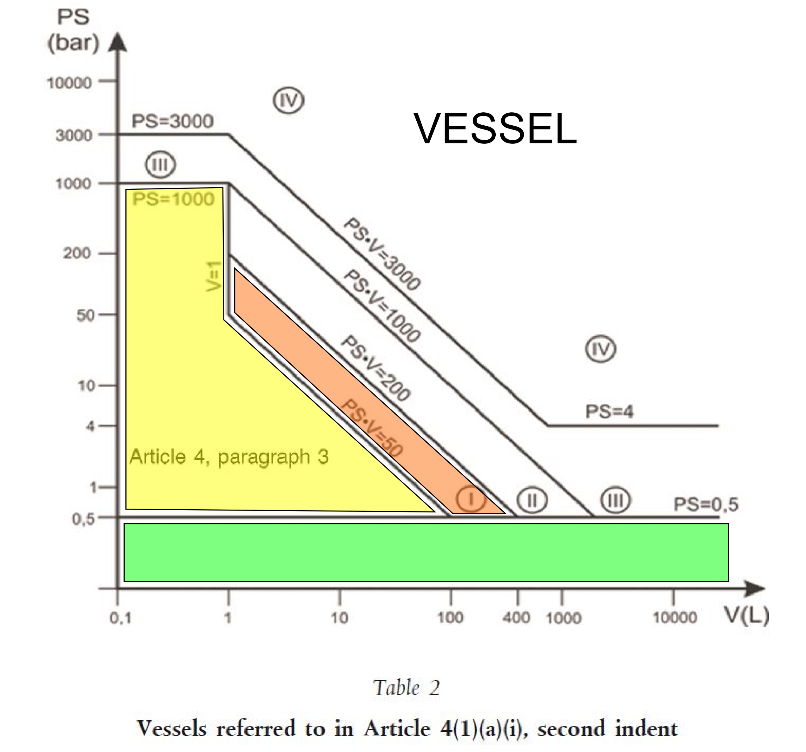 PS
(bar)
10000
3000
1000
200
50
10
4
1
0,5
PS=3000
IV
VESSEL
III
PS=1000
V=1
PS•V=3000
PS•V=1000
PS•V=200
PS•V=50
IV
PS=4
Article 4, paragraph 3
I
II
III
PS=0,5
0,1
1
10
100
400
1000
10000
V(L)
Table 2
Vessels referred to in Article 4(1)(a)(i), second indent